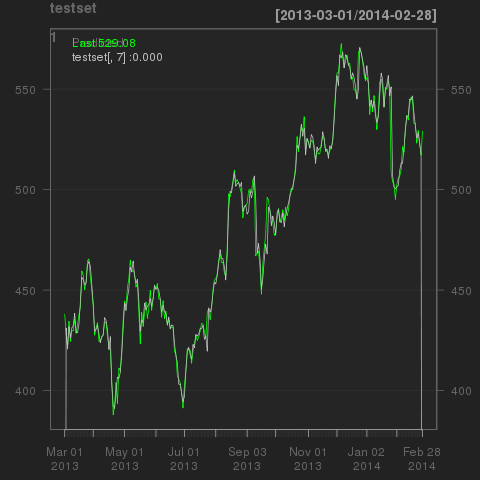 testset
[2013-03-01/2014-02-28]
Last 529.08
testset[, 7] :0.000
550
500
450
400
550
500
450
400
Mar 01 2013
May 01 2013
Jul 01 2013
Sep 03 2013
Nov 01 2013
Jan 02 2014
Feb 28 2014